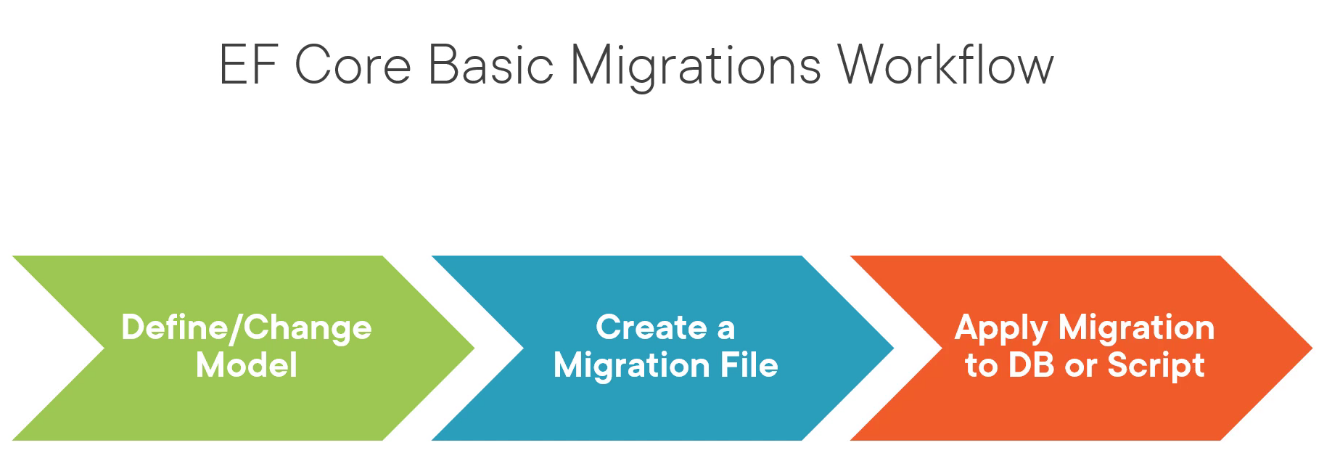 EF Core Basic Migrations Workflow
Define/Change
Model
Create a
Migration File
Apply Migration
to DB or Script